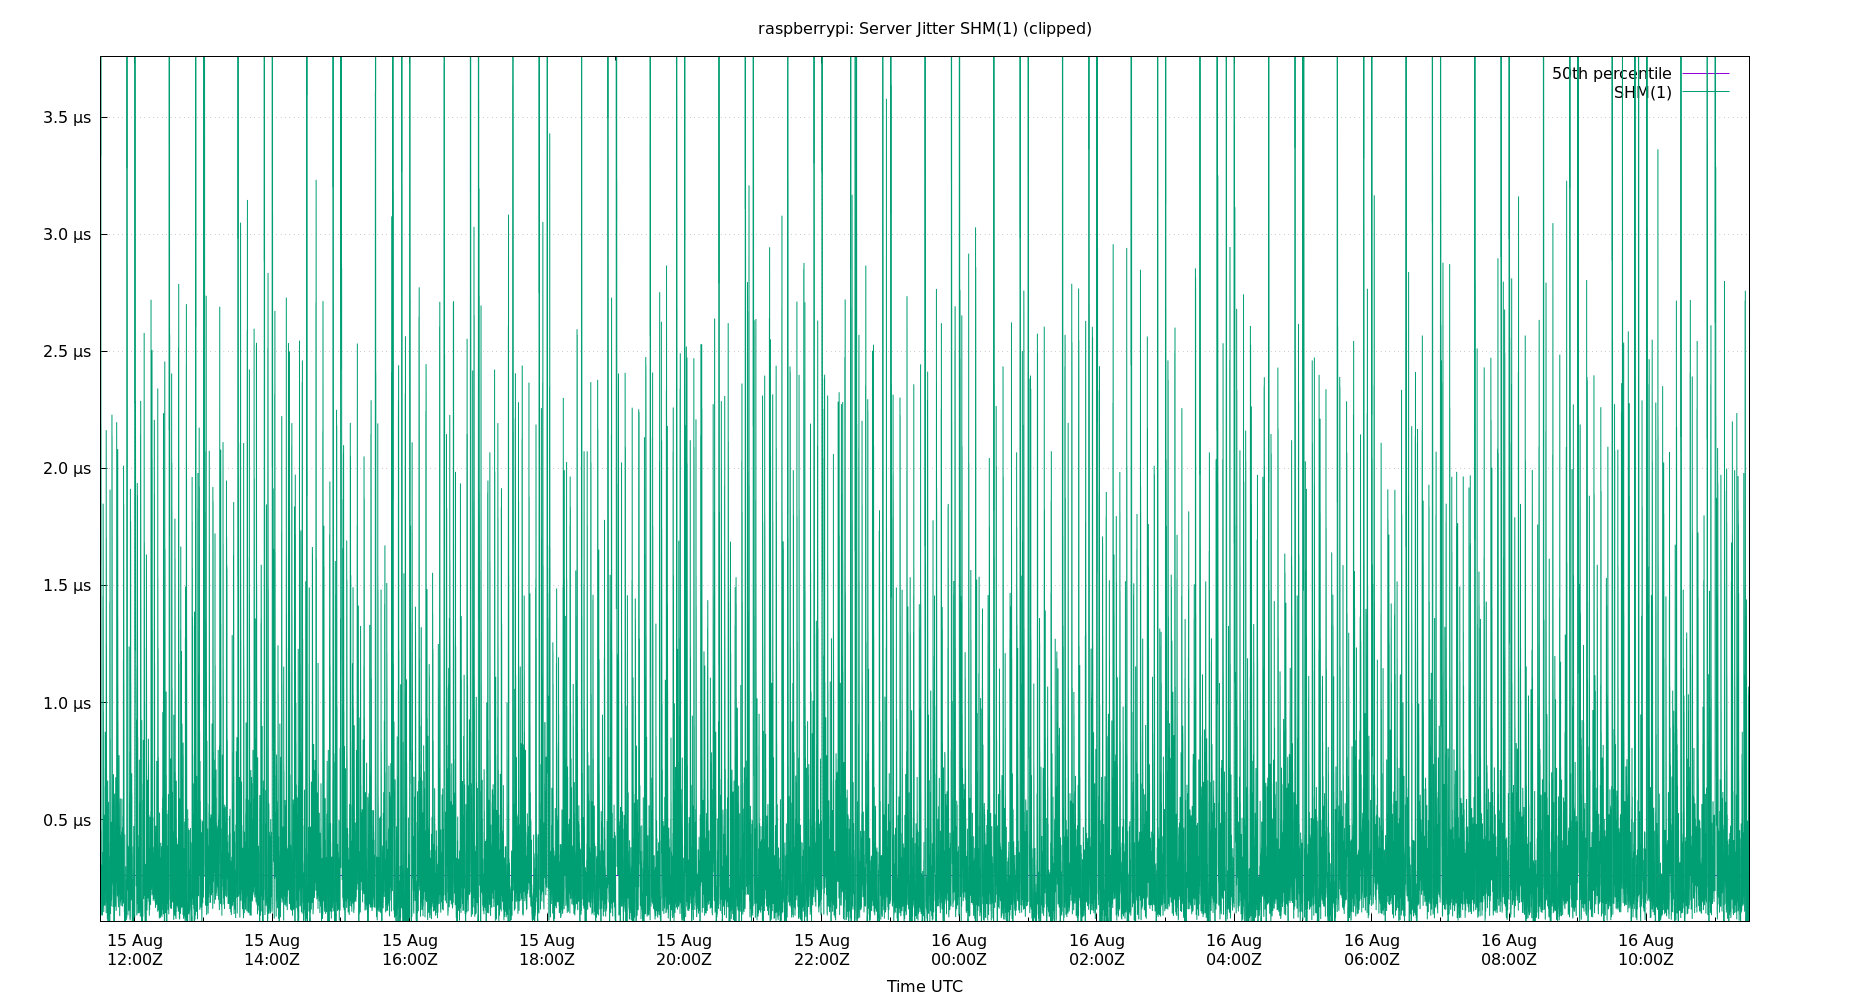 raspberrypi: Server Jitter SHM(1) (clipped)
50th percentile
SHM(1)
3.5 µs
3.0 µs
2.5 µs
2.0 µs
1.5 µs
1.0 µs
0.5 µs
15 Aug 15 Aug 15 Aug 15 Aug 15 Aug 15 Aug 16 Aug 16 Aug 16 Aug 16 Aug 16 Aug 16 Aug
12:00Z 14:00Z 16:00Z 18:00Z 20:00Z 22:00Z 00:00Z 02:00Z 04:00Z 06:00Z 08:00Z 10:00Z
Time UTC